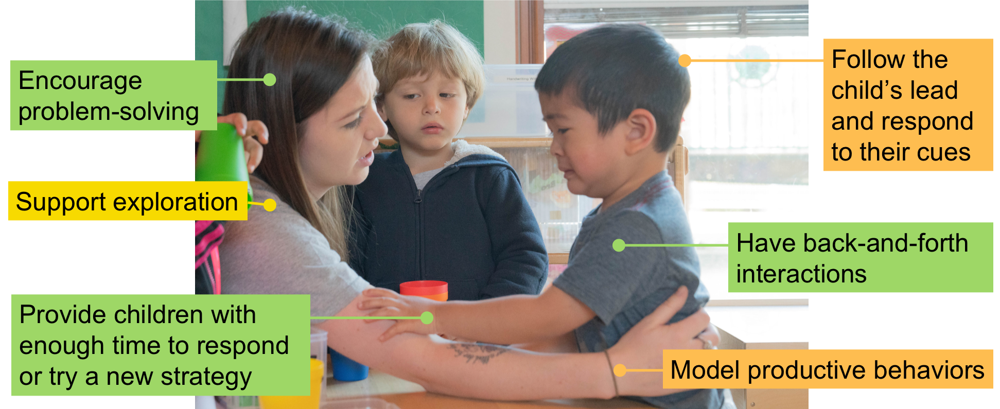 Encourage
problem-solving
Support exploration
Provide children with
enough time to respond
or try a new strategy
Follow the
child’s lead
and respond
to their cues
Have back-and-forth
interactions
Model productive behaviors